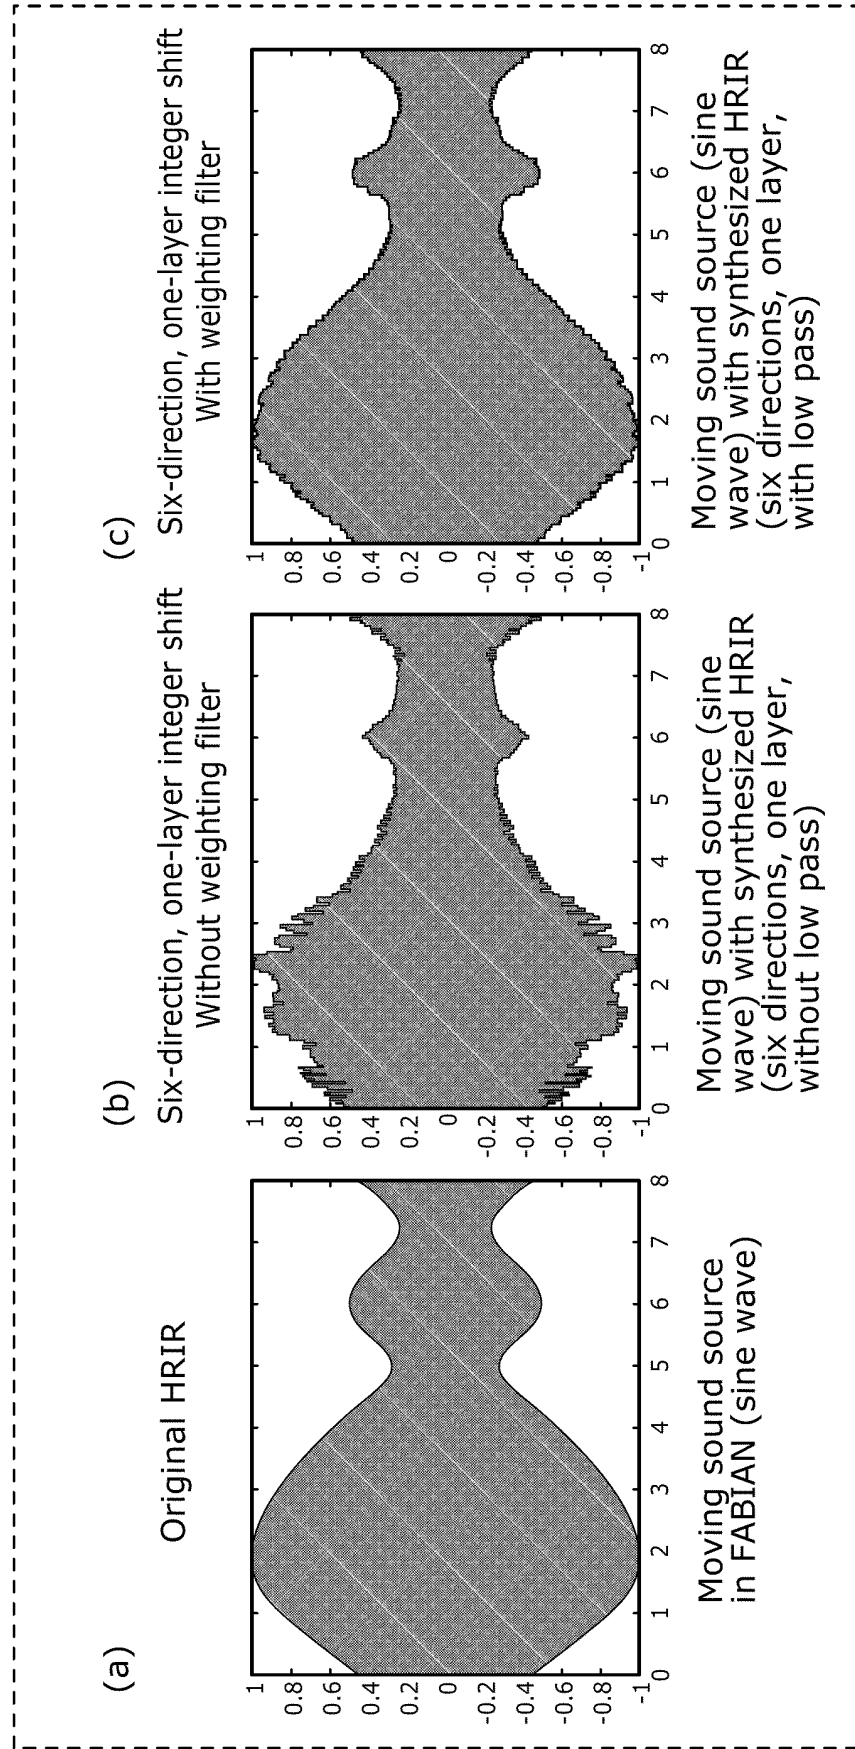 (a)
Original HRIR
1
0.8
0.6
0.4
0.2
0
-0.2
-0.4
-0.6
-0.8
-1
0 1 2 3 4 5 6 7 8
Moving sound source
in FABIAN (sine wave)
(b)
Six-direction, one-layer integer shift
Without weighting filter
1
0.8
0.6
0.4
0.2
0
-0.2
-0.4
-0.6
-0.8
-1
0 1 2 3 4 5 6 7 8
Moving sound source (sine
wave) with synthesized HRIR
(six directions, one layer,
without low pass)
(c)
Six-direction, one-layer integer shift
With weighting filter
1
0.8
0.6
0.4
0.2
0
-0.2
-0.4
-0.6
-0.8
-1
0 1 2 3 4 5 6 7 8
Moving sound source (sine
wave) with synthesized HRIR
(six directions, one layer,
with low pass)